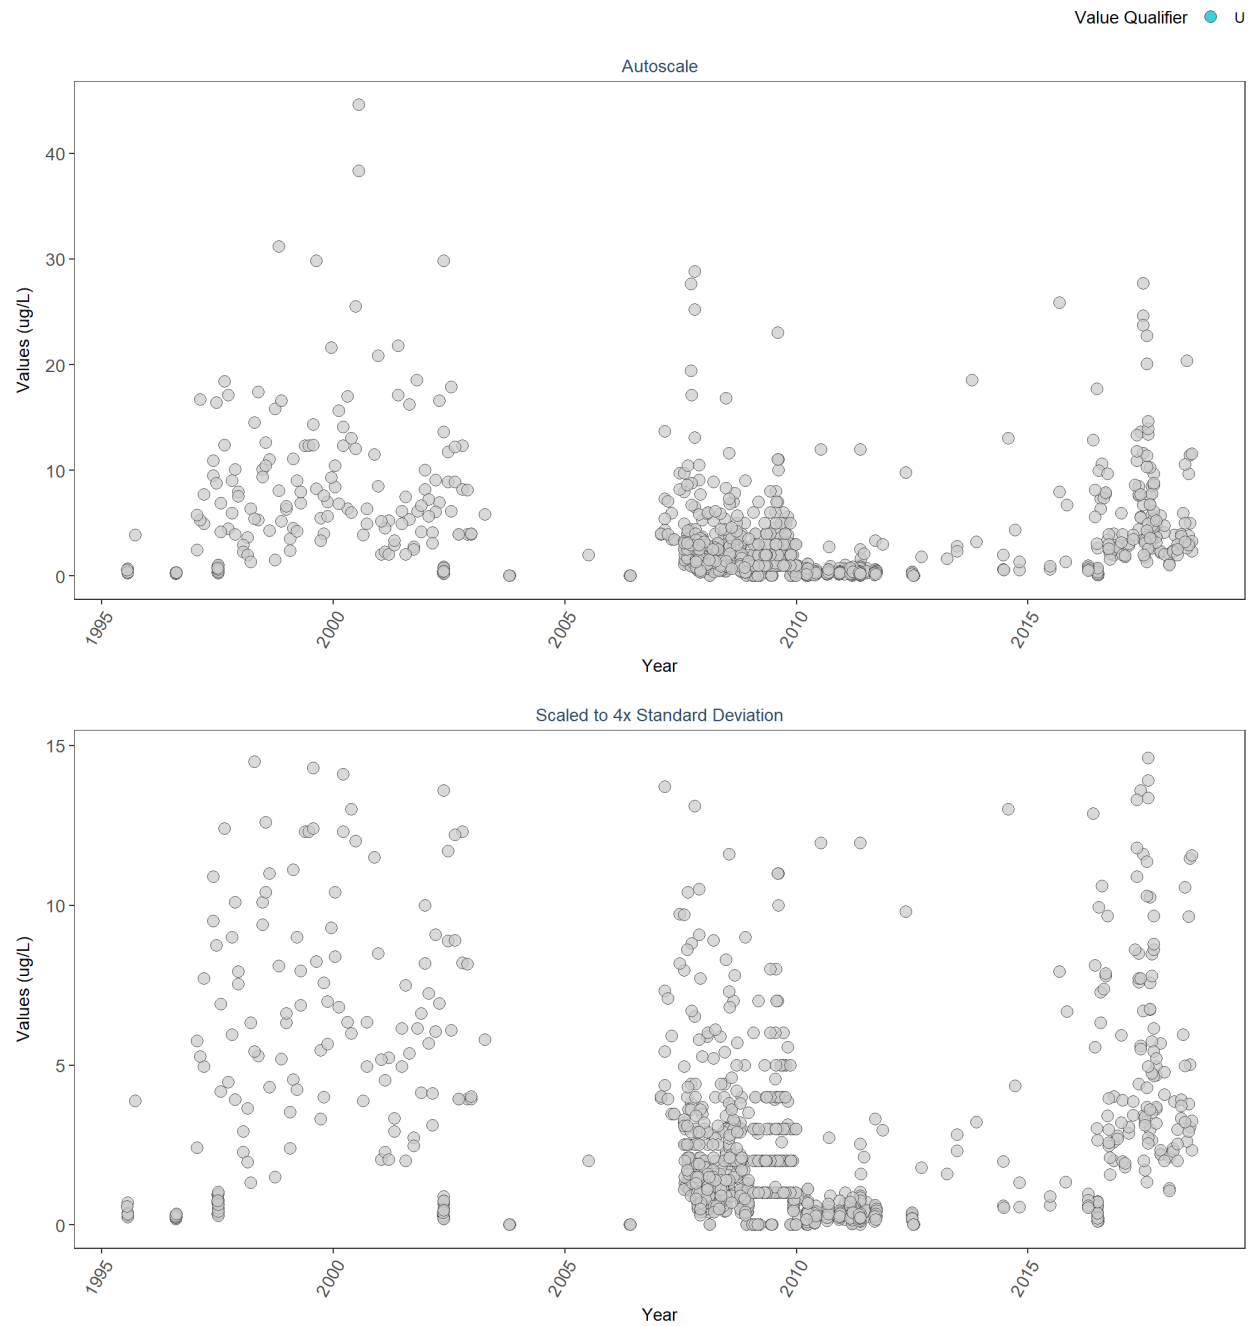 Value Qualifier U
Autoscale
Values (ug/L)
40
30
20
10
0
1995 2000 2005 2010 2015
Year
Scaled to 4x Standard Deviation
Values (ug/L)
15
10
5
0
1995 2000 2005 2010 2015
Year